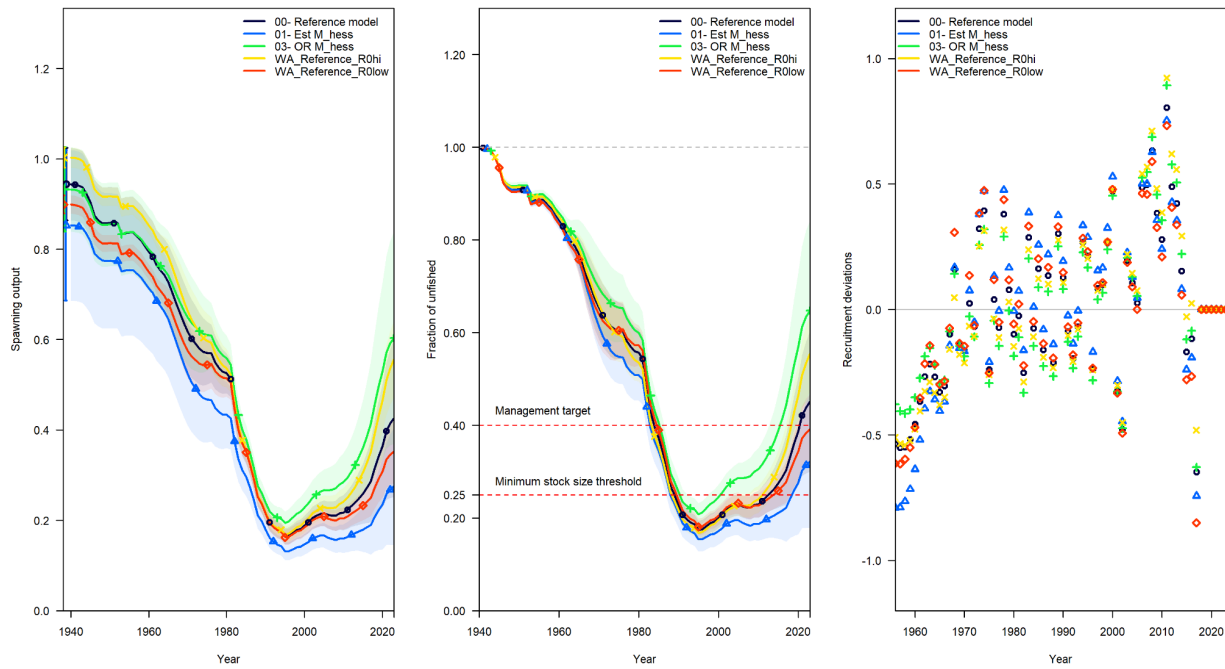 00- Reference model
01- Est M_hess
03- OR M_hess
WA_Reference_R0hi
WA_Reference_R0low
Spawning output
1.2
1.0
0.8
0.6
0.4
0.2
0.0
1940
1960
1980
2000
2020
Year
00- Reference model
01- Est M_hess
03- OR M_hess
WA_Reference_R0hi
WA_Reference_R0low
Fraction of unfished
1.20
1.00
0.80
0.60
0.40
0.25
0.20
0.00
Management target
Minimum stock size threshold
1940
1960
1980
2000
2020
Year
00- Reference model
01- Est M_hess
03- OR M_hess
WA_Reference_R0hi
WA_Reference_R0low
Recruitment deviations
1.0
0.5
0.0
-0.5
-1.0
1960
1970
1980
1990
2000
2010
2020
Year